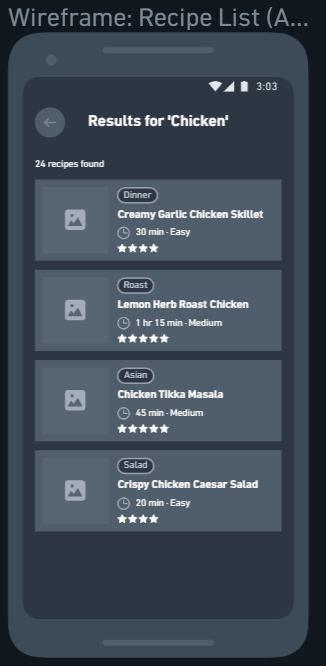 Wireframe: Recipe List (A...
3:03
Results for 'Chicken'
24 recipes found
Dinner
Creamy Garlic Chicken Skillet
30 min · Easy
Roast
Lemon Herb Roast Chicken
1 hr 15 min · Medium
Asian
Chicken Tikka Masala
45 min · Medium
Salad
Crispy Chicken Caesar Salad
20 min · Easy